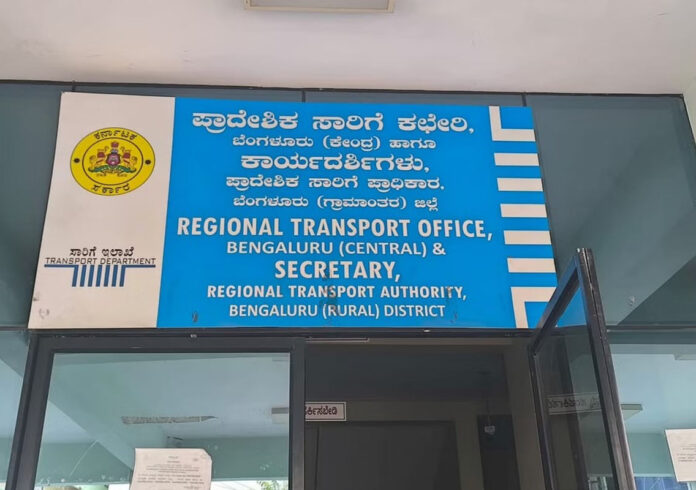 ಕರ್ನಾಟಕ
ಸರ್ಕಾರ
ಸಾರಿಗೆ ಇಲಾಖೆ
TRANSPORT DEPARTMENT
ಪ್ರಾದೇಶಿಕ ಸಾರಿಗೆ ಕಛೇರಿ,
ಬೆಂಗಳೂರು (ಕೇಂದ್ರ) ಹಾಗೂ
ಕಾರ್ಯದರ್ಶಿಗಳು,
ಪ್ರಾದೇಶಿಕ ಸಾರಿಗೆ ಪ್ರಾಧಿಕಾರ.
ಬೆಂಗಳೂರು (ಗ್ರಾಮಾಂತರ) ಜಿಲ್ಲೆ
REGIONAL TRANSPORT OFFICE,
BENGALURU (CENTRAL) &
SECRETARY,
REGIONAL TRANSPORT AUTHORITY,
BENGALURU (RURAL) DISTRICT